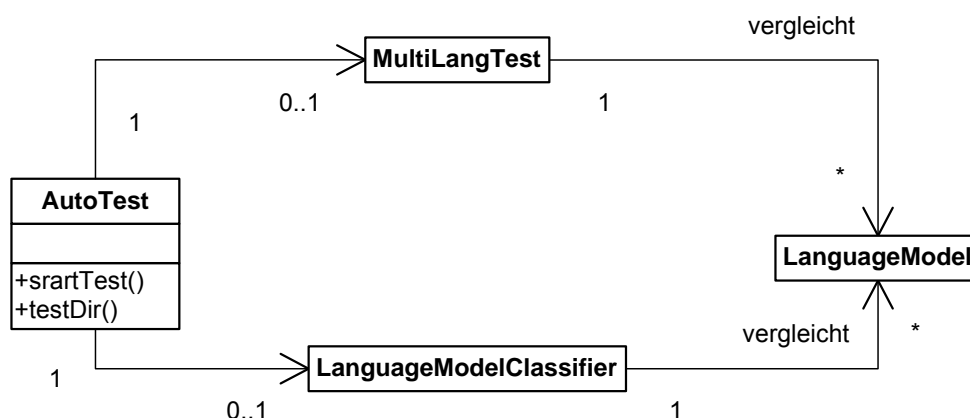 vergleicht
MultiLangTest
0..1
1
1
*
AutoTest
LanguageModel
+srartTest()
+testDir()
vergleicht
*
LanguageModelClassifier
1
0..1
1